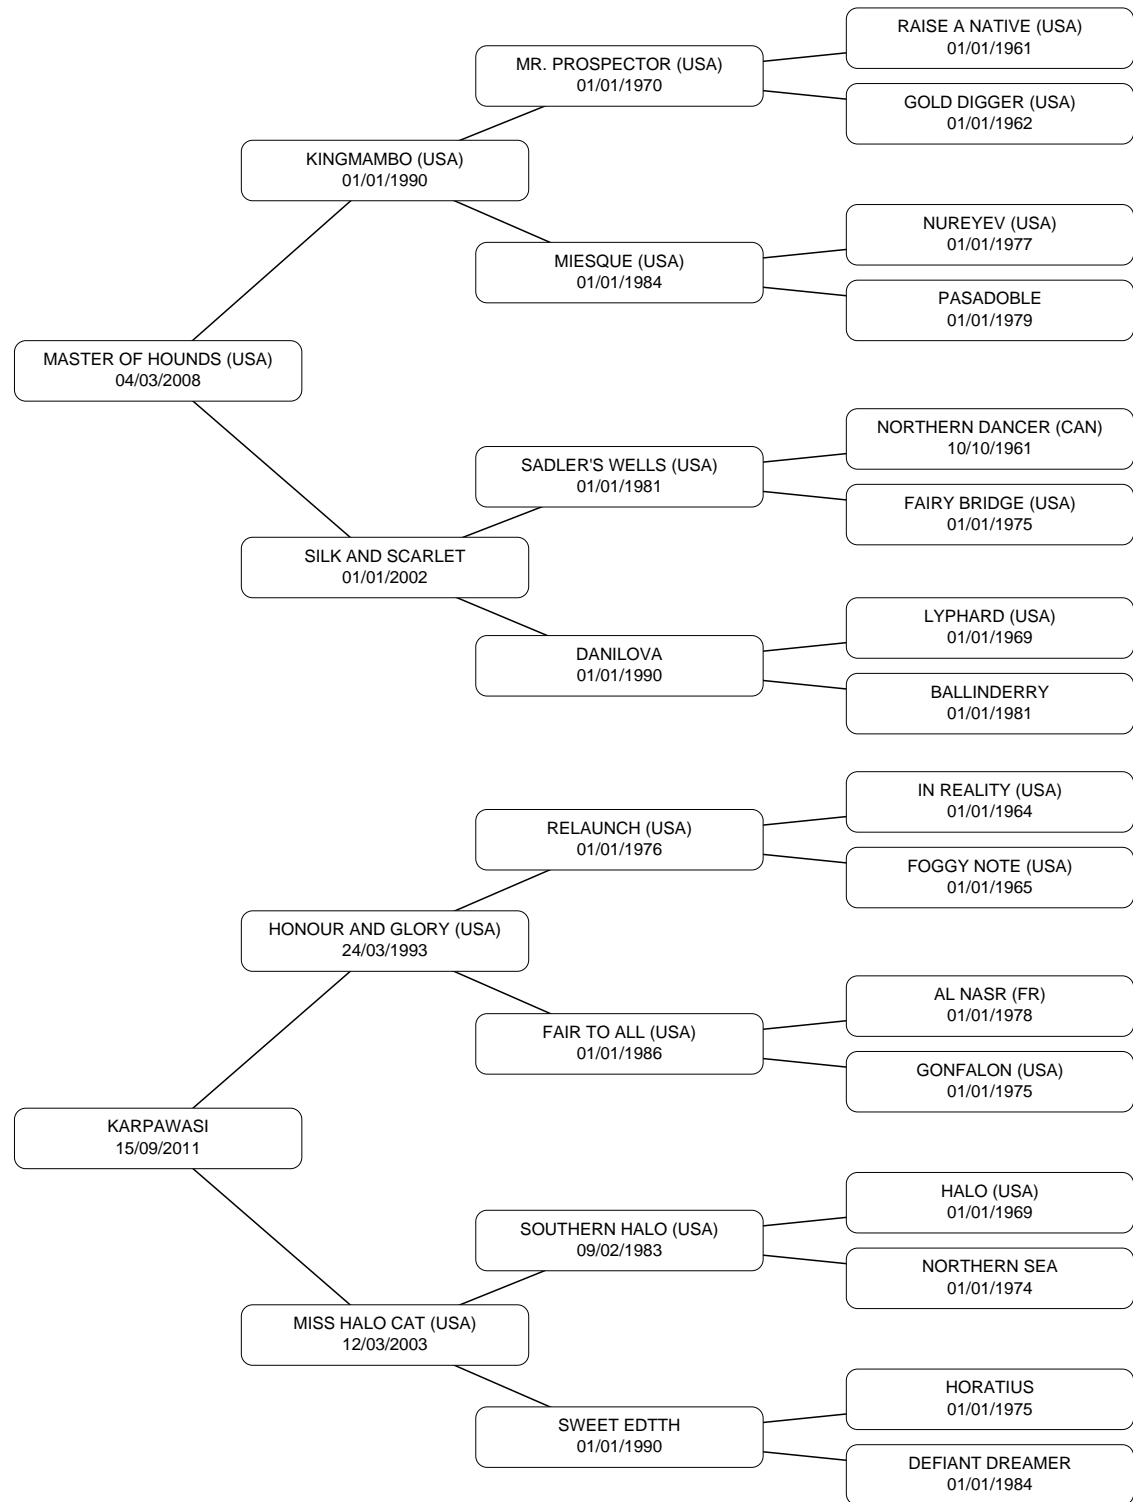 RAISE A NATIVE (USA)
01/01/1961
MR. PROSPECTOR (USA)
01/01/1970
GOLD DIGGER (USA)
01/01/1962
KINGMAMBO (USA)
01/01/1990
NUREYEV (USA)
01/01/1977
MIESQUE (USA)
01/01/1984
PASADOBLE
01/01/1979
MASTER OF HOUNDS (USA)
04/03/2008
NORTHERN DANCER (CAN)
10/10/1961
SADLER'S WELLS (USA)
01/01/1981
FAIRY BRIDGE (USA)
01/01/1975
SILK AND SCARLET
01/01/2002
LYPHARD (USA)
01/01/1969
DANILOVA
01/01/1990
BALLINDERRY
01/01/1981
IN REALITY (USA)
01/01/1964
RELAUNCH (USA)
01/01/1976
FOGGY NOTE (USA)
01/01/1965
HONOUR AND GLORY (USA)
24/03/1993
AL NASR (FR)
01/01/1978
FAIR TO ALL (USA)
01/01/1986
GONFALON (USA)
01/01/1975
KARPAWASI
15/09/2011
HALO (USA)
01/01/1969
SOUTHERN HALO (USA)
09/02/1983
NORTHERN SEA
01/01/1974
MISS HALO CAT (USA)
12/03/2003
HORATIUS
01/01/1975
SWEET EDTTH
01/01/1990
DEFIANT DREAMER
01/01/1984